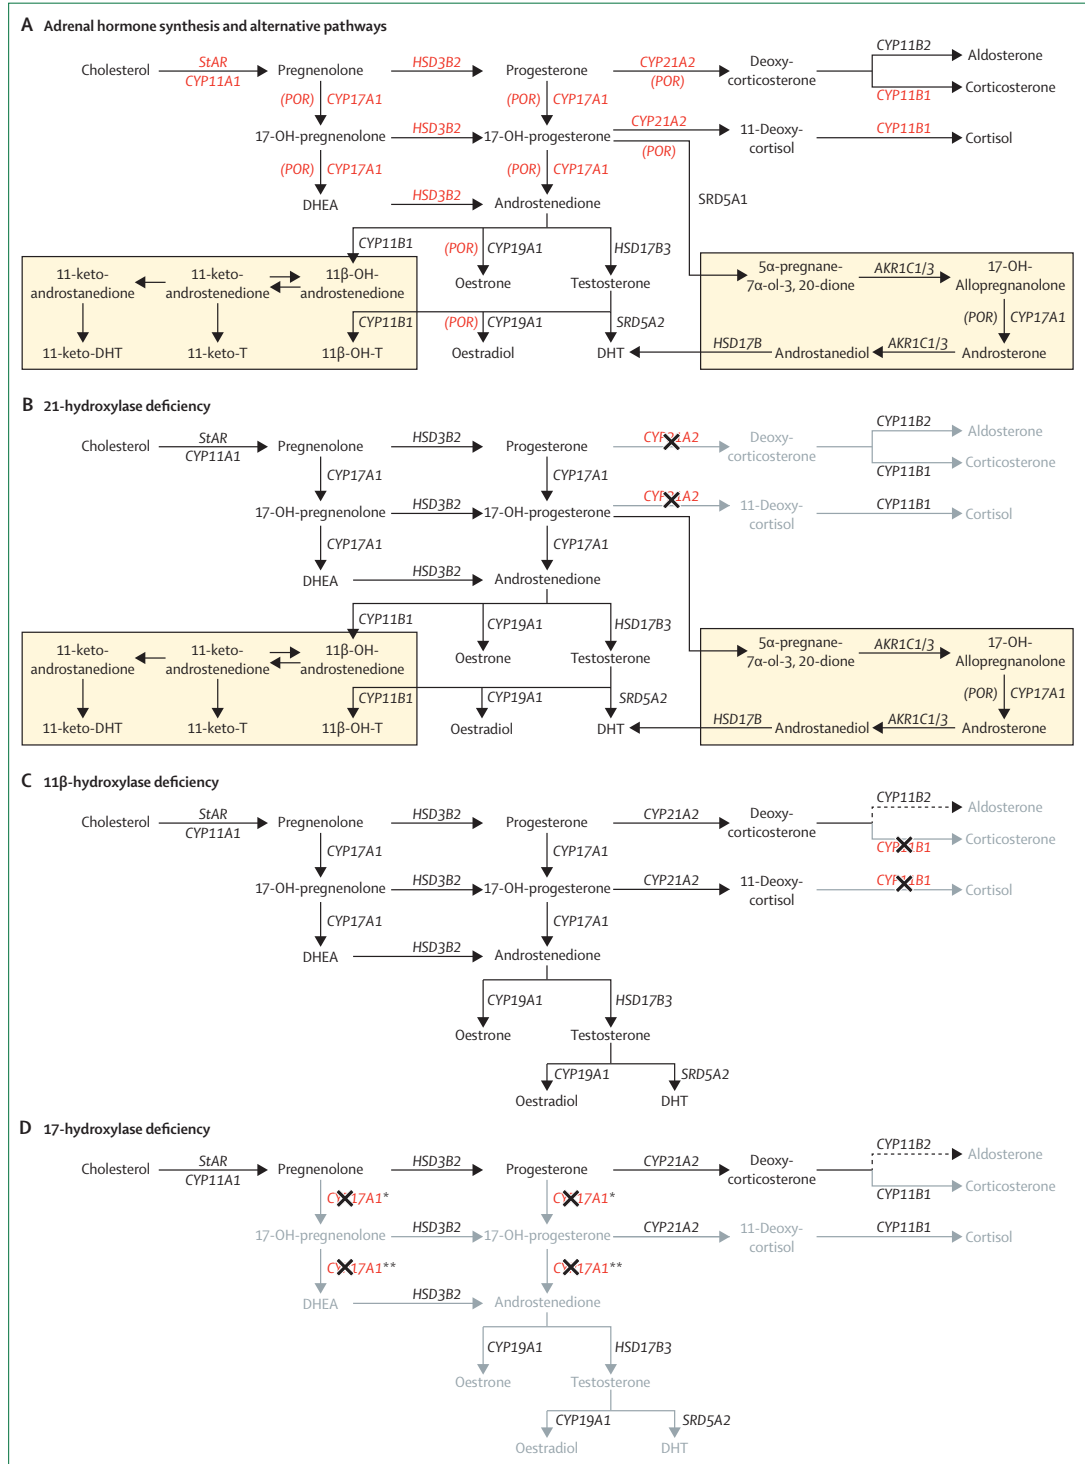 A Adrenal hormone synthesis and alternative pathways
Cholesterol StAR Pregnenolone HSD3B2 Progesterone CYP21A2 Deoxy- CYP11B2 Aldosterone
CYP11A1 (POR) corticosterone CYP11B1 Corticosterone
(POR) CYP17A1 (POR) CYP17A1
17-OH-pregnenolone HSD3B2 17-OH-progesterone CYP21A2 11-Deoxy- CYP11B1 Cortisol
(POR) cortisol
(POR) CYP17A1 (POR) CYP17A1
DHEA HSD3B2 Androstenedione SRD5A1
CYP11B1 (POR) CYP19A1 HSD17B3
11-keto- 11-keto- 11β-OH- 5α-pregnane- AKR1C1/3 17-OH-
androstanedione androstenedione androstenedione Oestrone Testosterone 7α-ol-3, 20-dione Allopregnanolone
CYP11B1 (POR) CYP19A1 SRD5A2 (POR) CYP17A1
11-keto-DHT 11-keto-T 11β-OH-T Oestradiol DHT HSD17B Androstanediol AKR1C1/3 Androsterone
B 21-hydroxylase deficiency
Cholesterol StAR Pregnenolone HSD3B2 Progesterone CYP21A2 Deoxy- CYP11B2 Aldosterone
CYP11A1 corticosterone CYP11B1 Corticosterone
CYP17A1 CYP17A1
17-OH-pregnenolone HSD3B2 17-OH-progesterone CYP21A2 11-Deoxy- CYP11B1 Cortisol
cortisol
CYP17A1 CYP17A1
DHEA HSD3B2 Androstenedione
CYP11B1 CYP19A1 HSD17B3
11-keto- 11-keto- 11β-OH- 5α-pregnane- AKR1C1/3 17-OH-
androstanedione androstenedione androstenedione Oestrone Testosterone 7α-ol-3, 20-dione Allopregnanolone
CYP11B1 CYP19A1 SRD5A2 (POR) CYP17A1
11-keto-DHT 11-keto-T 11β-OH-T Oestradiol DHT HSD17B Androstanediol AKR1C1/3 Androsterone
C 11β-hydroxylase deficiency
Cholesterol StAR Pregnenolone HSD3B2 Progesterone CYP21A2 Deoxy- CYP11B2 Aldosterone
CYP11A1 corticosterone CYP11B1 Corticosterone
CYP17A1 CYP17A1
17-OH-pregnenolone HSD3B2 17-OH-progesterone CYP21A2 11-Deoxy- CYP11B1 Cortisol
cortisol
CYP17A1 CYP17A1
DHEA HSD3B2 Androstenedione
CYP19A1 HSD17B3
Oestrone Testosterone
CYP19A1 SRD5A2
Oestradiol DHT
D 17-hydroxylase deficiency
Cholesterol StAR Pregnenolone HSD3B2 Progesterone CYP21A2 Deoxy- CYP11B2 Aldosterone
CYP11A1 corticosterone CYP11B1 Corticosterone
CYP17A1* CYP17A1*
17-OH-pregnenolone HSD3B2 17-OH-progesterone CYP21A2 11-Deoxy- CYP11B1 Cortisol
cortisol
CYP17A1** CYP17A1**
DHEA HSD3B2 Androstenedione
CYP19A1 HSD17B3
Oestrone Testosterone
CYP19A1 SRD5A2
Oestradiol DHT